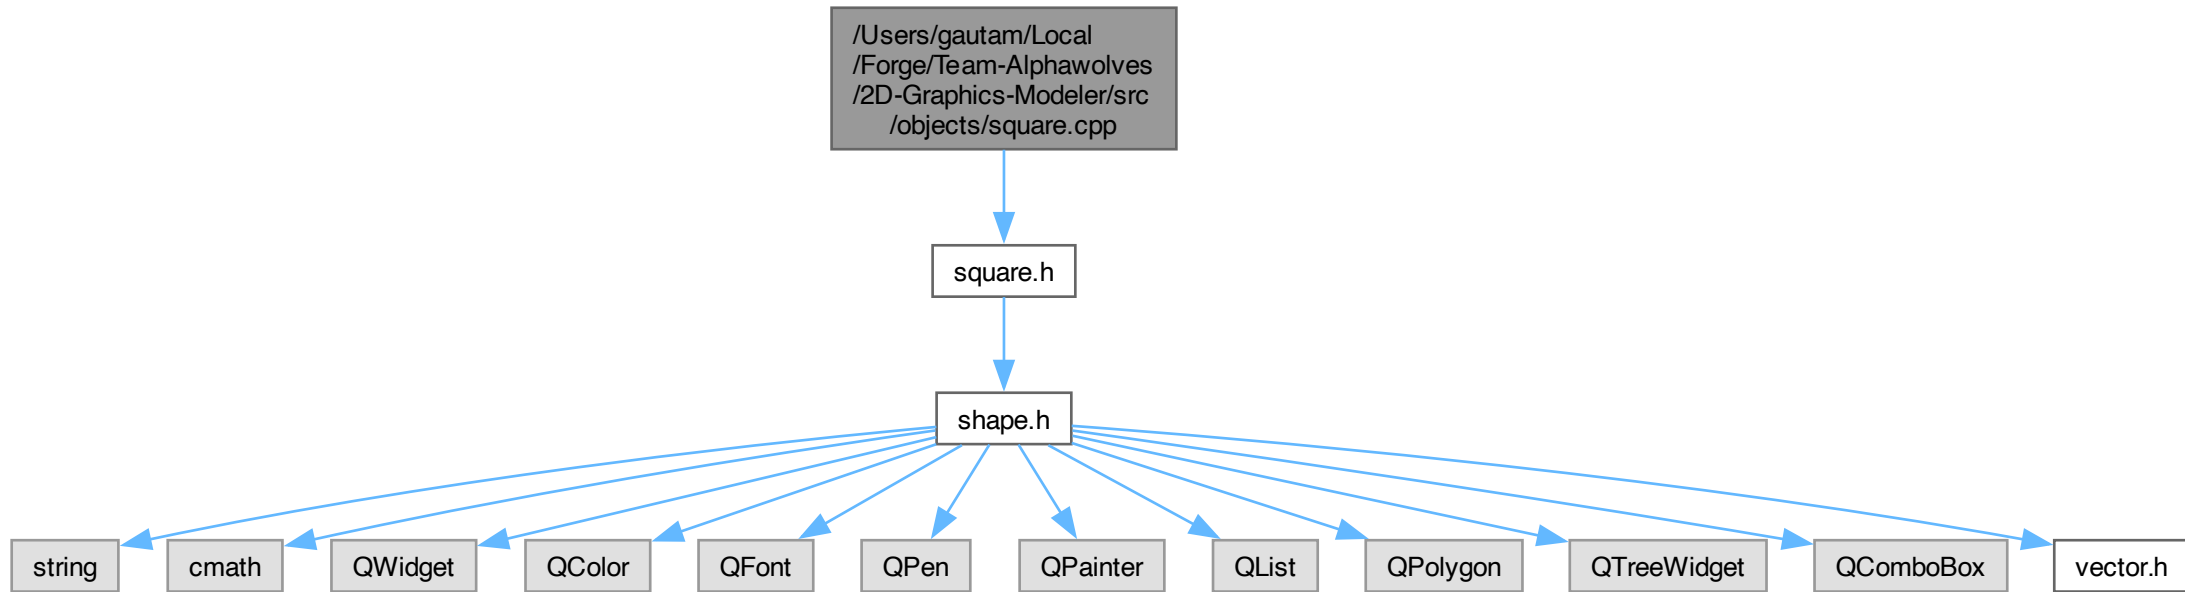 /Users/gautam/Local
/Forge/Team-Alphawolves
/2D-Graphics-Modeler/src
/objects/square.cpp
square.h
shape.h
string
cmath
QWidget
QColor
QFont
QPen
QPainter
QList
QPolygon
QTreeWidget
QComboBox
vector.h